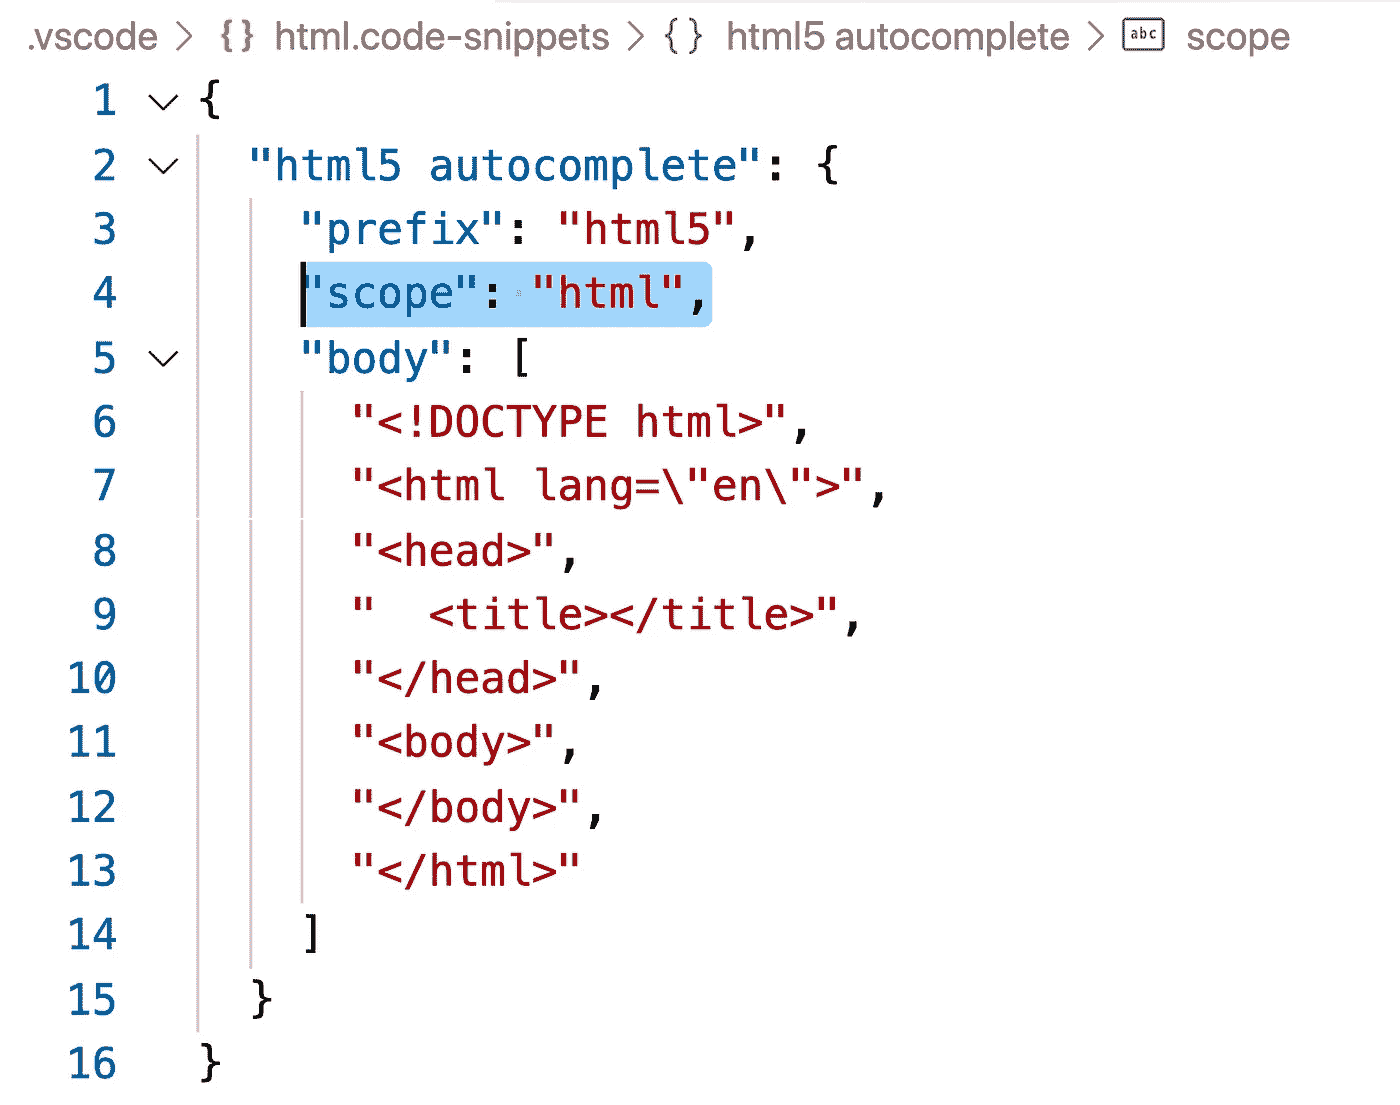 .vscode > {} html.code-snippets > {} html5 autocomplete > abc scope
1 {
2 "html5 autocomplete": {
3 "prefix": "html5",
4 "scope": "html",
5 "body": [
6 "<!DOCTYPE html>",
7 "<html lang=\"en\">",
8 "<head>",
9 "  <title></title>",
10 "</head>",
11 "<body>",
12 "</body>",
13 "</html>"
14 ]
15 }
16 }